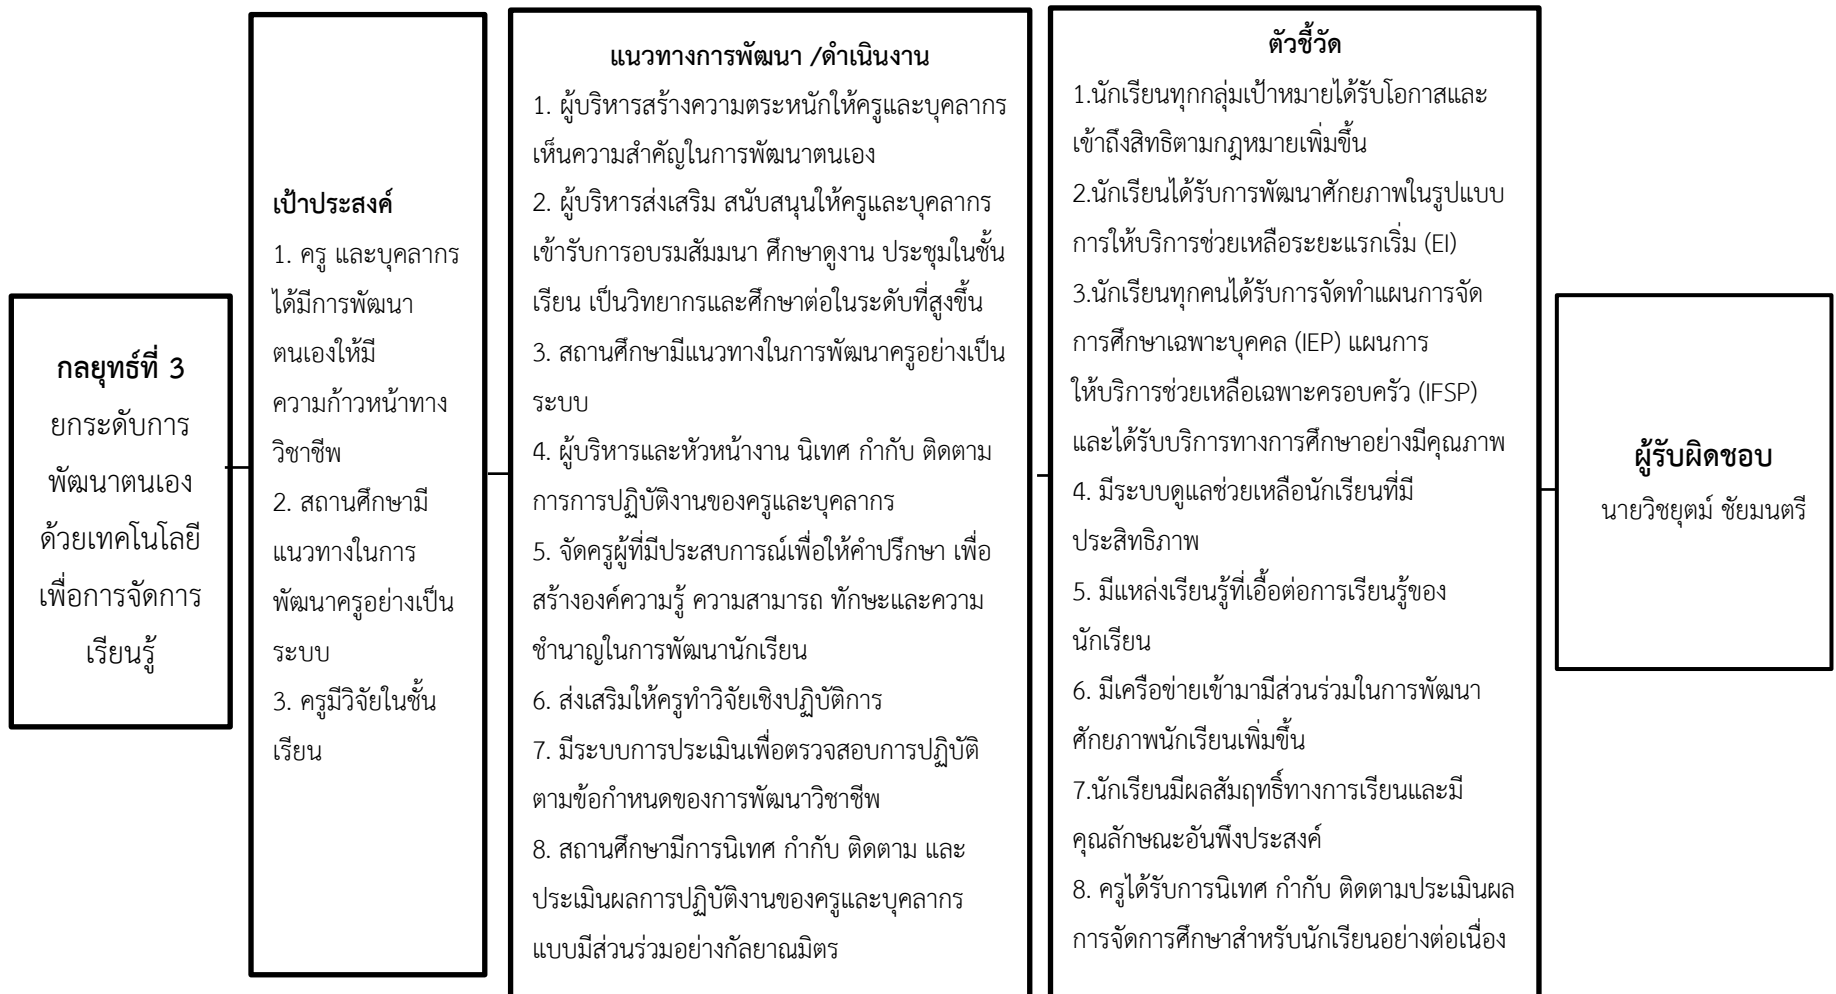 กลยุทธ์ที่ 3
ยกระดับการ
พัฒนาตนเอง
ด้วยเทคโนโลยี
เพื่อการจัดการ
เรียนรู้
เป้าประสงค์
1. ครู และบุคลากร
ได้มีการพัฒนา
ตนเองให้มี
ความก้าวหน้าทาง
วิชาชีพ
2. สถานศึกษามี
แนวทางในการ
พัฒนาครูอย่างเป็น
ระบบ
3. ครูมีวิจัยในชั้น
เรียน
แนวทางการพัฒนา /ดำเนินงาน
1. ผู้บริหารสร้างความตระหนักให้ครูและบุคลากร
เห็นความสำคัญในการพัฒนาตนเอง
2. ผู้บริหารส่งเสริม สนับสนุนให้ครูและบุคลากร
เข้ารับการอบรมสัมมนา ศึกษาดูงาน ประชุมในชั้น
เรียน เป็นวิทยากรและศึกษาต่อในระดับที่สูงขึ้น
3. สถานศึกษามีแนวทางในการพัฒนาครูอย่างเป็น
ระบบ
4. ผู้บริหารและหัวหน้างาน นิเทศ กำกับ ติดตาม
การการปฏิบัติงานของครูและบุคลากร
5. จัดครูผู้ที่มีประสบการณ์เพื่อให้คำปรึกษา เพื่อ
สร้างองค์ความรู้ ความสามารถ ทักษะและความ
ชำนาญในการพัฒนานักเรียน
6. ส่งเสริมให้ครูทำวิจัยเชิงปฏิบัติการ
7. มีระบบการประเมินเพื่อตรวจสอบการปฏิบัติ
ตามข้อกำหนดของการพัฒนาวิชาชีพ
8. สถานศึกษามีการนิเทศ กำกับ ติดตาม และ
ประเมินผลการปฏิบัติงานของครูและบุคลากร
แบบมีส่วนร่วมอย่างกัลยาณมิตร
ตัวชี้วัด
1.นักเรียนทุกกลุ่มเป้าหมายได้รับโอกาสและ
เข้าถึงสิทธิตามกฎหมายเพิ่มขึ้น
2.นักเรียนได้รับการพัฒนาศักยภาพในรูปแบบ
การให้บริการช่วยเหลือระยะแรกเริ่ม (EI)
3.นักเรียนทุกคนได้รับการจัดทำแผนการจัด
การศึกษาเฉพาะบุคคล (IEP) แผนการ
ให้บริการช่วยเหลือเฉพาะครอบครัว (IFSP)
และได้รับบริการทางการศึกษาอย่างมีคุณภาพ
4. มีระบบดูแลช่วยเหลือนักเรียนที่มี
ประสิทธิภาพ
5. มีแหล่งเรียนรู้ที่เอื้อต่อการเรียนรู้ของ
นักเรียน
6. มีเครือข่ายเข้ามามีส่วนร่วมในการพัฒนา
ศักยภาพนักเรียนเพิ่มขึ้น
7.นักเรียนมีผลสัมฤทธิ์ทางการเรียนและมี
คุณลักษณะอันพึงประสงค์
8. ครูได้รับการนิเทศ กำกับ ติดตามประเมินผล
การจัดการศึกษาสำหรับนักเรียนอย่างต่อเนื่อง
ผู้รับผิดชอบ
นายวิชยุตม์ ชัยมนตรี